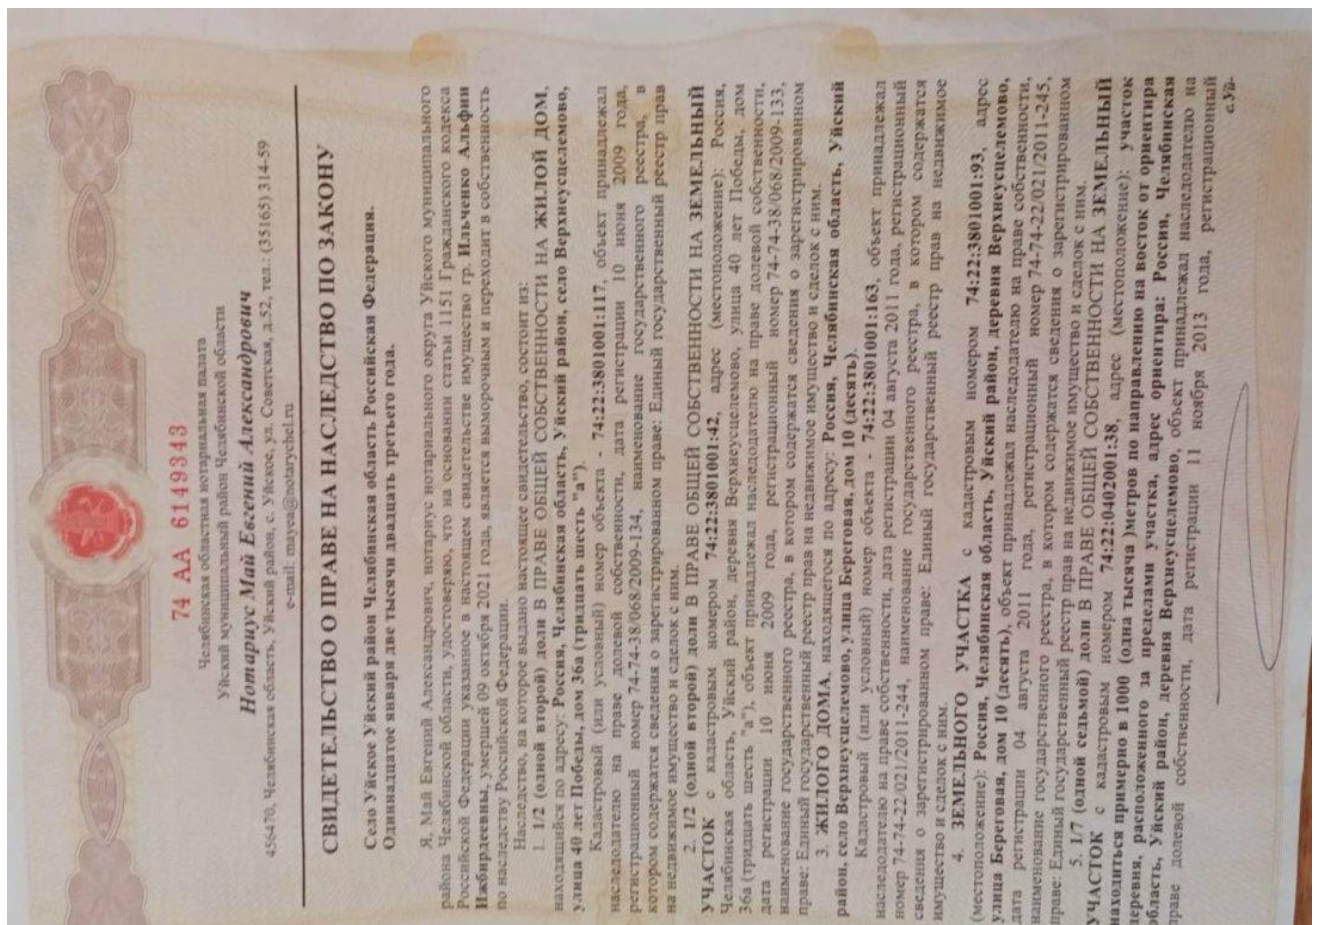 74 АА 6149343
Челябинская областная нотариальная палата
Уйский муниципальный район Челябинской области
Нотариус Май Евгений Александрович
456470, Челябинская область, Уйский район, с. Уйское, ул. Советская, д.52, тел.: (35165) 314-59
e-mail: mayea@notarychel.ru
СВИДЕТЕЛЬСТВО О ПРАВЕ НА НАСЛЕДСТВО ПО ЗАКОНУ
Село Уйское Уйский район Челябинская область Российская Федерация.
Одиннадцатое января две тысячи двадцать третьего года.
Я, Май Евгений Александрович, нотариус нотариального округа Уйского муниципального
района Челябинской области, удостоверяю, что на основании статьи 1151 Гражданского кодекса
Российской Федерации указанное в настоящем свидетельстве имущество гр. Ильченко Альфии
Ижбирдеевны, умершей 09 октября 2021 года, является выморочным и переходит в собственность
по наследству Российской Федерации.
Наследство, на которое выдано настоящее свидетельство, состоит из:
1. 1/2 (одной второй) доли В ПРАВЕ ОБЩЕЙ СОБСТВЕННОСТИ НА ЖИЛОЙ ДОМ,
находящийся по адресу: Россия, Челябинская область, Уйский район, село Верхнеусцелемово,
улица 40 лет Победы, дом 36а (тридцать шесть "а").
Кадастровый (или условный) номер объекта - 74:22:3801001:117, объект принадлежал
наследодателю на праве долевой собственности, дата регистрации 10 июня 2009 года,
регистрационный номер 74-74-38/068/2009-134, наименование государственного реестра, в
котором содержатся сведения о зарегистрированном праве: Единый государственный реестр прав
на недвижимое имущество и сделок с ним.
2. 1/2 (одной второй) доли В ПРАВЕ ОБЩЕЙ СОБСТВЕННОСТИ НА ЗЕМЕЛЬНЫЙ
УЧАСТОК с кадастровым номером 74:22:3801001:42, адрес (местоположение): Россия,
Челябинская область, Уйский район, деревня Верхнеусцелемово, улица 40 лет Победы, дом
36а (тридцать шесть "а"), объект принадлежал наследодателю на праве долевой собственности,
дата регистрации 10 июня 2009 года, регистрационный номер 74-74-38/068/2009-133,
наименование государственного реестра, в котором содержатся сведения о зарегистрированном
праве: Единый государственный реестр прав на недвижимое имущество и сделок с ним.
3. ЖИЛОГО ДОМА, находящегося по адресу: Россия, Челябинская область, Уйский
район, село Верхнеусцелемово, улица Береговая, дом 10 (десять).
Кадастровый (или условный) номер объекта - 74:22:3801001:163, объект принадлежал
наследодателю на праве собственности, дата регистрации 04 августа 2011 года, регистрационный
номер 74-74-22/021/2011-244, наименование государственного реестра, в котором содержатся
сведения о зарегистрированном праве: Единый государственный реестр прав на недвижимое
имущество и сделок с ним.
4. ЗЕМЕЛЬНОГО УЧАСТКА с кадастровым номером 74:22:3801001:93, адрес
(местоположение): Россия, Челябинская область, Уйский район, деревня Верхнеусцелемово,
улица Береговая, дом 10 (десять), объект принадлежал наследодателю на праве собственности,
дата регистрации 04 августа 2011 года, регистрационный номер 74-74-22/021/2011-245,
наименование государственного реестра, в котором содержатся сведения о зарегистрированном
праве: Единый государственный реестр прав на недвижимое имущество и сделок с ним.
5. 1/7 (одной седьмой) доли В ПРАВЕ ОБЩЕЙ СОБСТВЕННОСТИ НА ЗЕМЕЛЬНЫЙ
УЧАСТОК с кадастровым номером 74:22:0402001:38, адрес (местоположение): участок
находиться примерно в 1000 (одна тысяча )метров по направлению на восток от ориентира
деревня, расположенного за пределами участка, адрес ориентира: Россия, Челябинская
область, Уйский район, деревня Верхнеусцелемово, объект принадлежал наследодателю на
праве долевой собственности, дата регистрации 11 ноября 2013 года, регистрационный